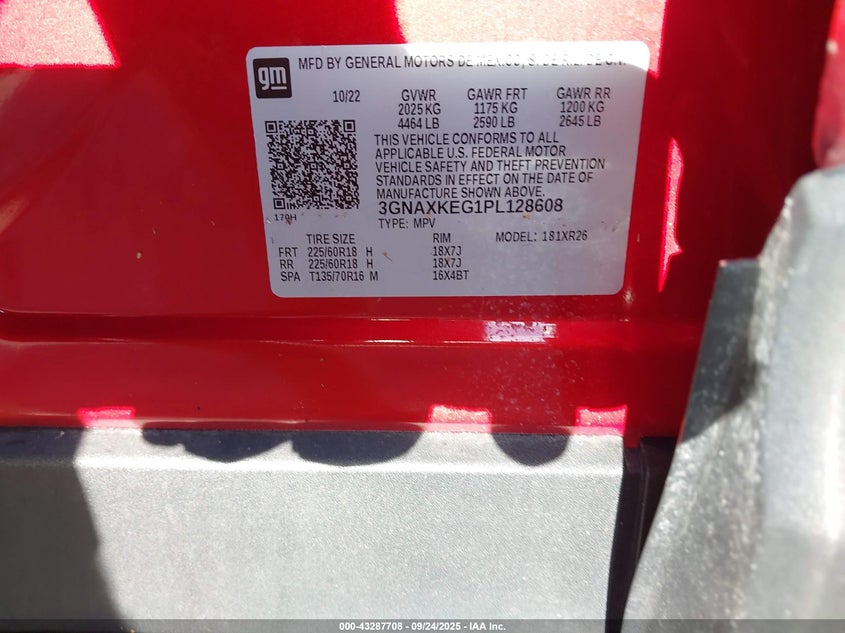 gm
MFD BY GENERAL MOTORS DE MEXICO, S. DE R.L. DE C.V.
10/22 GVWR GAWR FRT GAWR RR
2025 KG 1175 KG 1200 KG
4464 LB 2590 LB 2645 LB
THIS VEHICLE CONFORMS TO ALL
APPLICABLE U.S. FEDERAL MOTOR
VEHICLE SAFETY AND THEFT PREVENTION
STANDARDS IN EFFECT ON THE DATE OF
MANUFACTURE SHOWN ABOVE.
170H 3GNAXKEG1PL128608
TYPE: MPV MODEL: 181XR26
TIRE SIZE RIM
FRT 225/60R18 H 18X7J
RR 225/60R18 H 18X7J
SPA T135/70R16 M 16X4BT
000-43287708 - 09/24/2025 - IAA Inc.